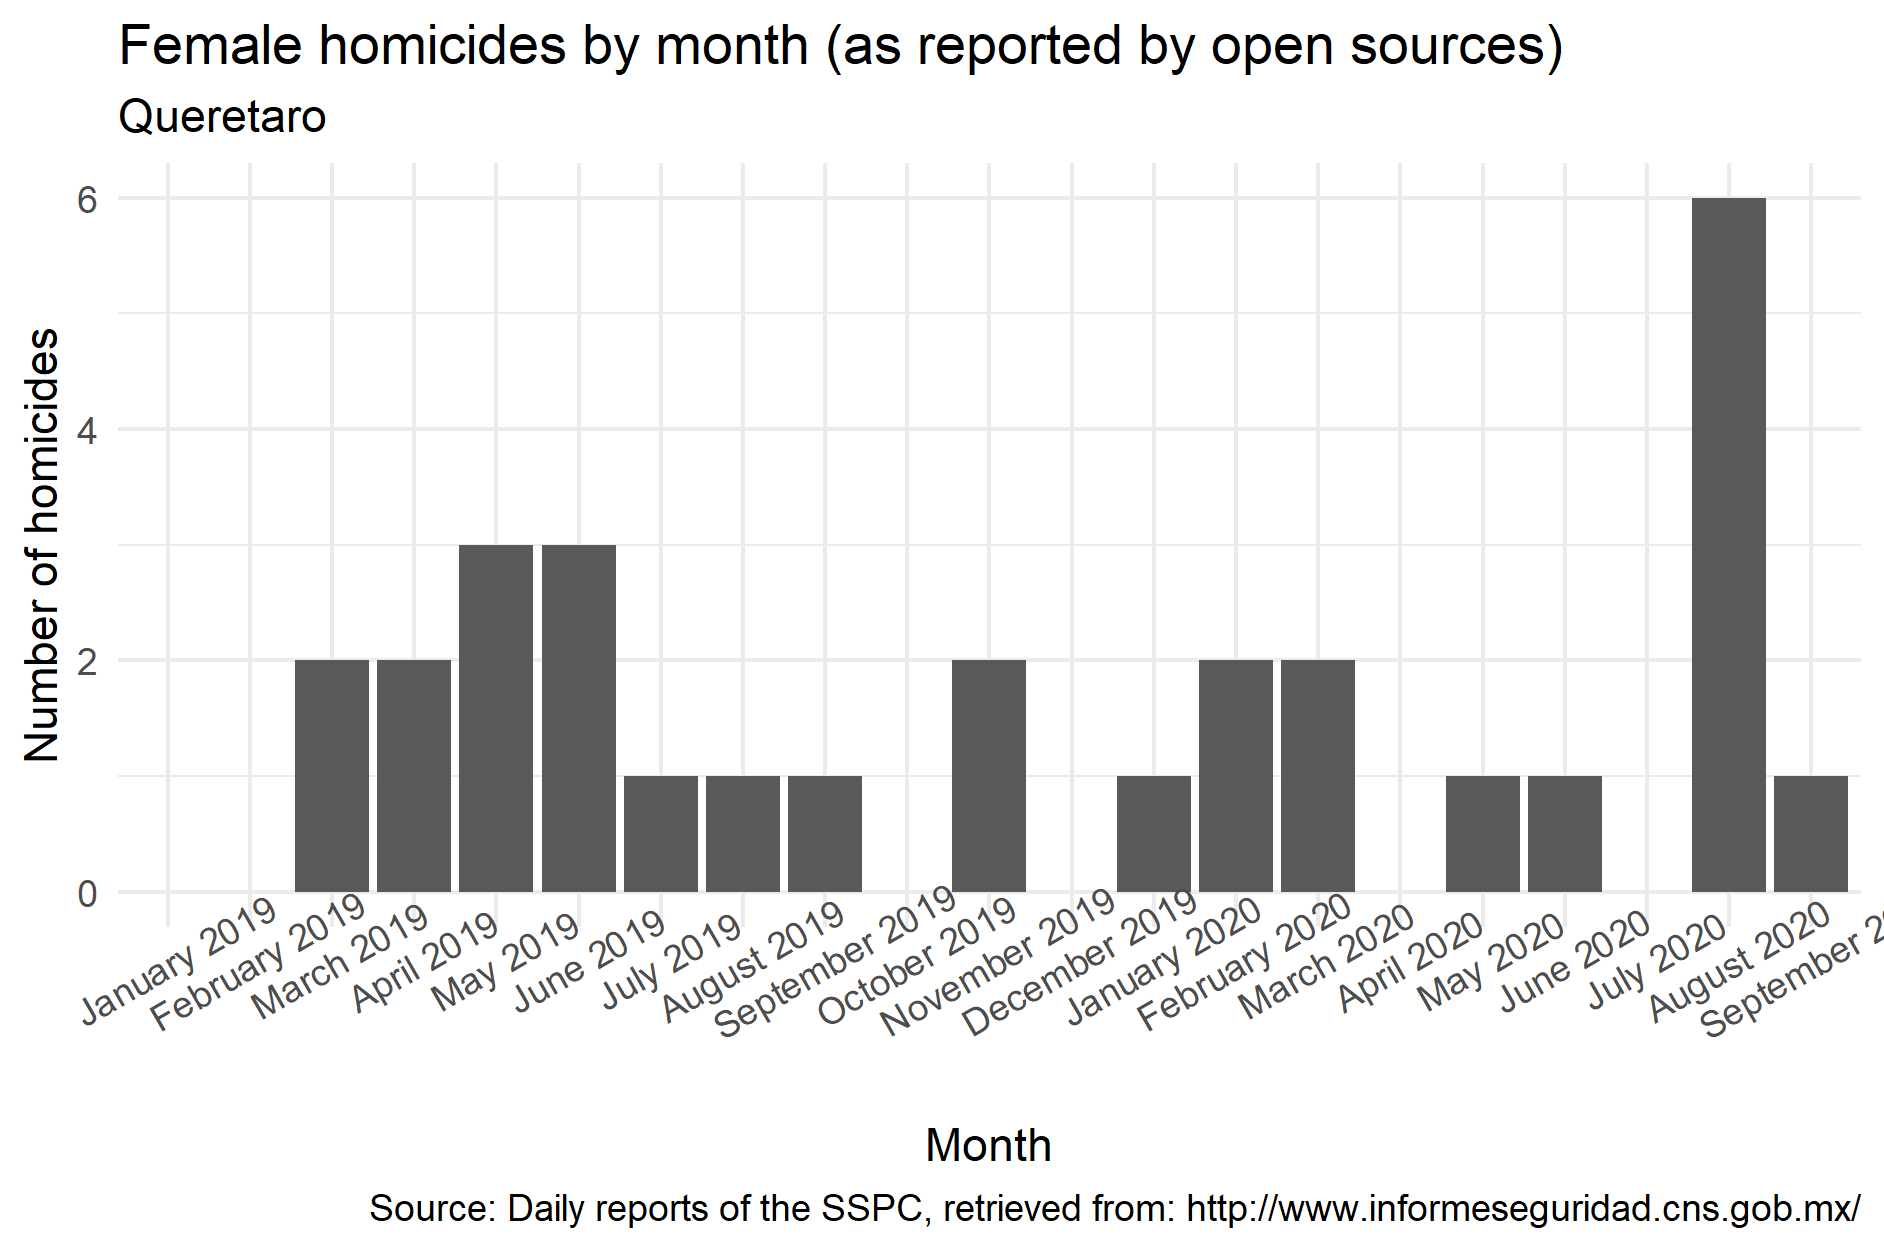 Female homicides by month (as reported by open sources)
Queretaro
Number of homicides
6
4
2
0
January 2019
February 2019
March 2019
April 2019
May 2019
June 2019
July 2019
August 2019
September 2019
October 2019
November 2019
December 2019
January 2020
February 2020
March 2020
April 2020
May 2020
June 2020
July 2020
August 2020
September
Month
Source: Daily reports of the SSPC, retrieved from: http://www.informeseguridad.cns.gob.mx/